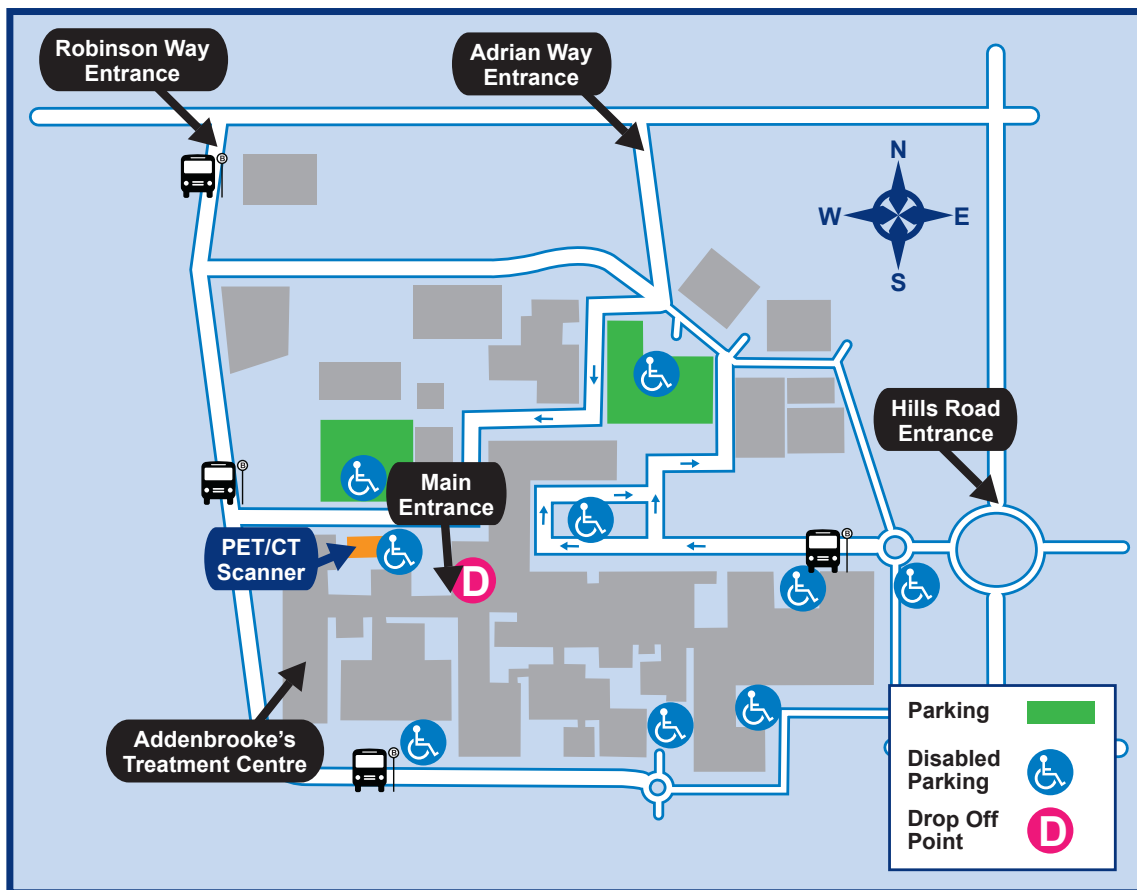 Robinson Way
Entrance
Adrian Way
Entrance
B
N
W
E
S
Hills Road
Entrance
Main
Entrance
B
PET/CT
Scanner
B
D
Addenbrooke's
Treatment Centre
B
Parking
Disabled
Parking
Drop Off
Point
D